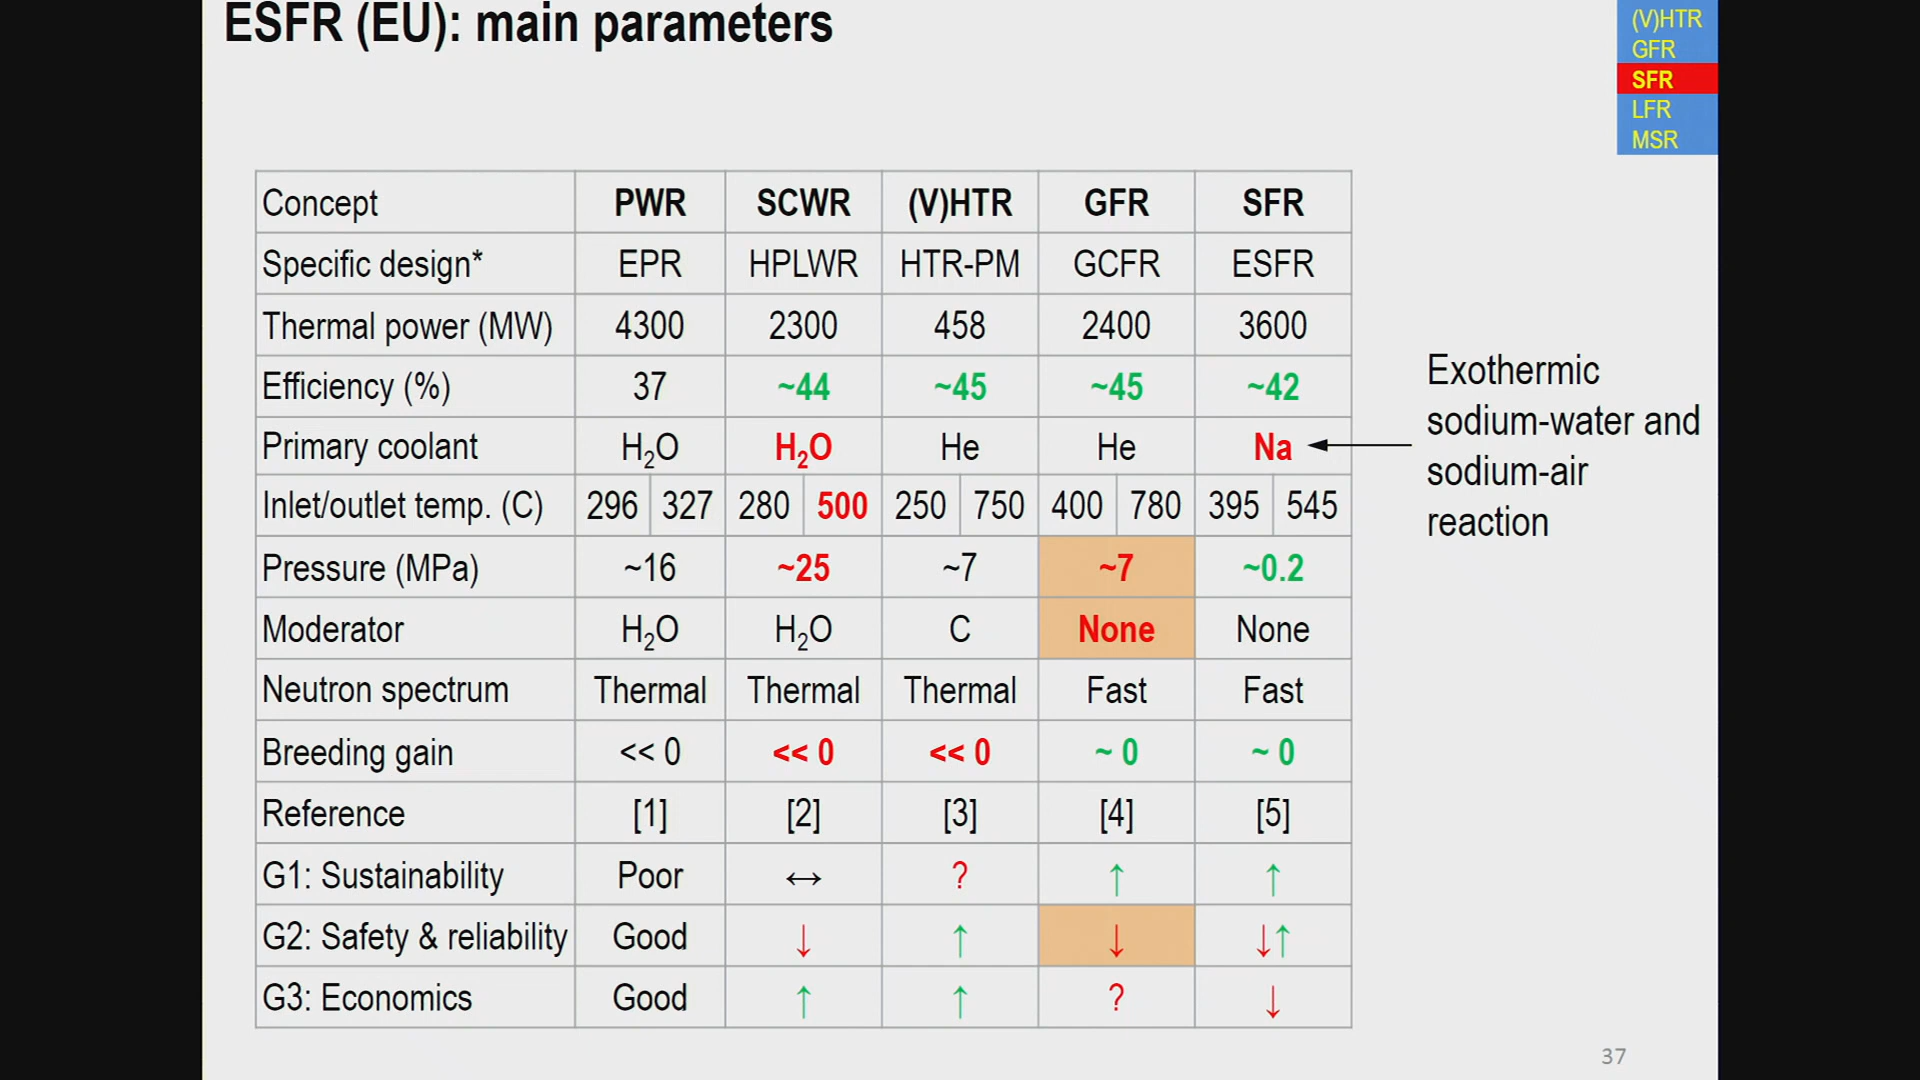 ESFR (EU): main parameters
(V)HTR
GFR
SFR
LFR
MSR
Concept PWR SCWR (V)HTR GFR SFR
Specific design* EPR HPLWR HTR-PM GCFR ESFR
Thermal power (MW) 4300 2300 458 2400 3600
Efficiency (%) 37 ~44 ~45 ~45 ~42
Primary coolant H₂O H₂O He He Na
Inlet/outlet temp. (C) 296 327 280 500 250 750 400 780 395 545
Pressure (MPa) ~16 ~25 ~7 ~7 ~0.2
Moderator H₂O H₂O C None None
Neutron spectrum Thermal Thermal Thermal Fast Fast
Breeding gain << 0 << 0 << 0 ~ 0 ~ 0
Reference [1] [2] [3] [4] [5]
G1: Sustainability Poor ↔ ? ↑ ↑
G2: Safety & reliability Good ↓ ↑ ↓ ↓↑
G3: Economics Good ↑ ↑ ? ↓
Exothermic
sodium-water and
sodium-air
reaction
37